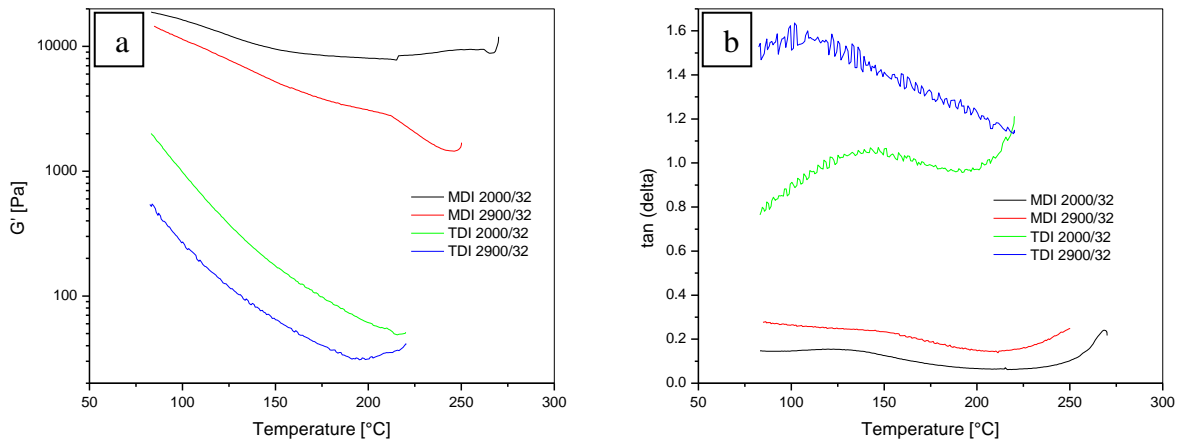 a
10000
1000
100
G' [Pa]
MDI 2000/32
MDI 2900/32
TDI 2000/32
TDI 2900/32
50 100 150 200 250 300
Temperature [°C]
b
1.6
1.4
1.2
1.0
0.8
0.6
0.4
0.2
0.0
tan (delta)
MDI 2000/32
MDI 2900/32
TDI 2000/32
TDI 2900/32
50 100 150 200 250 300
Temperature [°C]